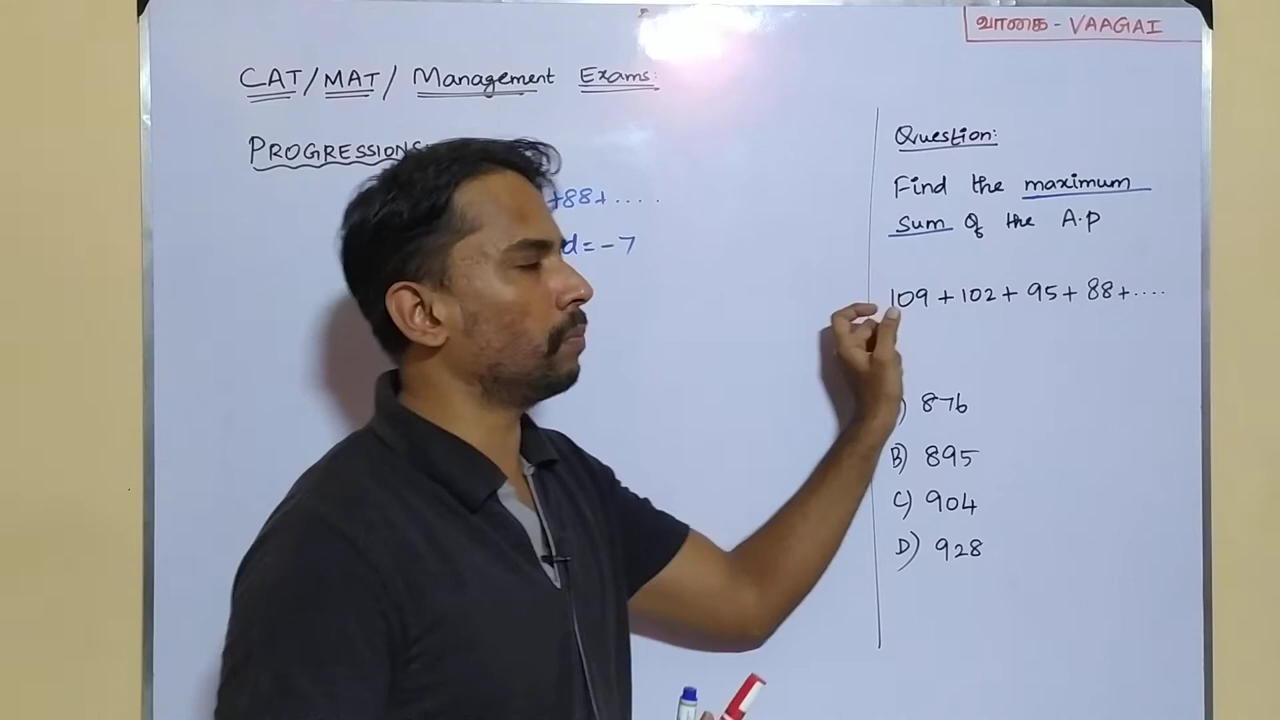 வாகை - VAAGAI
CAT/MAT/ Management Exams:
PROGRESSIONS
+88+ ....
d = -7
Question:
Find the maximum
Sum of the A.P
109 + 102 + 95 + 88 + ....
) 876
B) 895
C) 904
D) 928